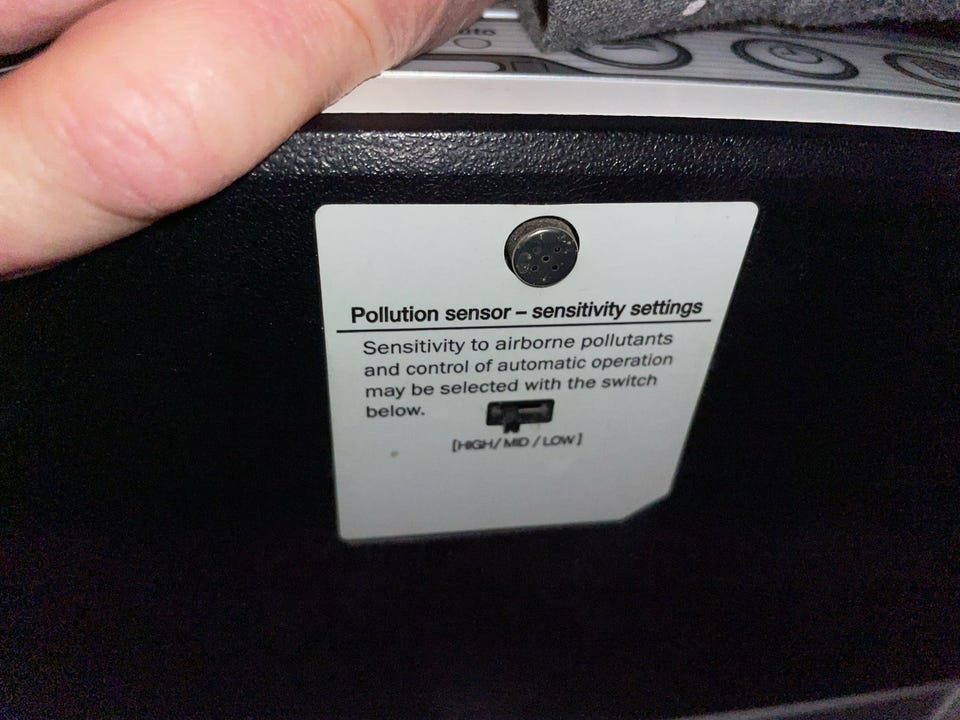 Pollution sensor – sensitivity settings
Sensitivity to airborne pollutants
and control of automatic operation
may be selected with the switch
below.
[HIGH/ MID / LOW]